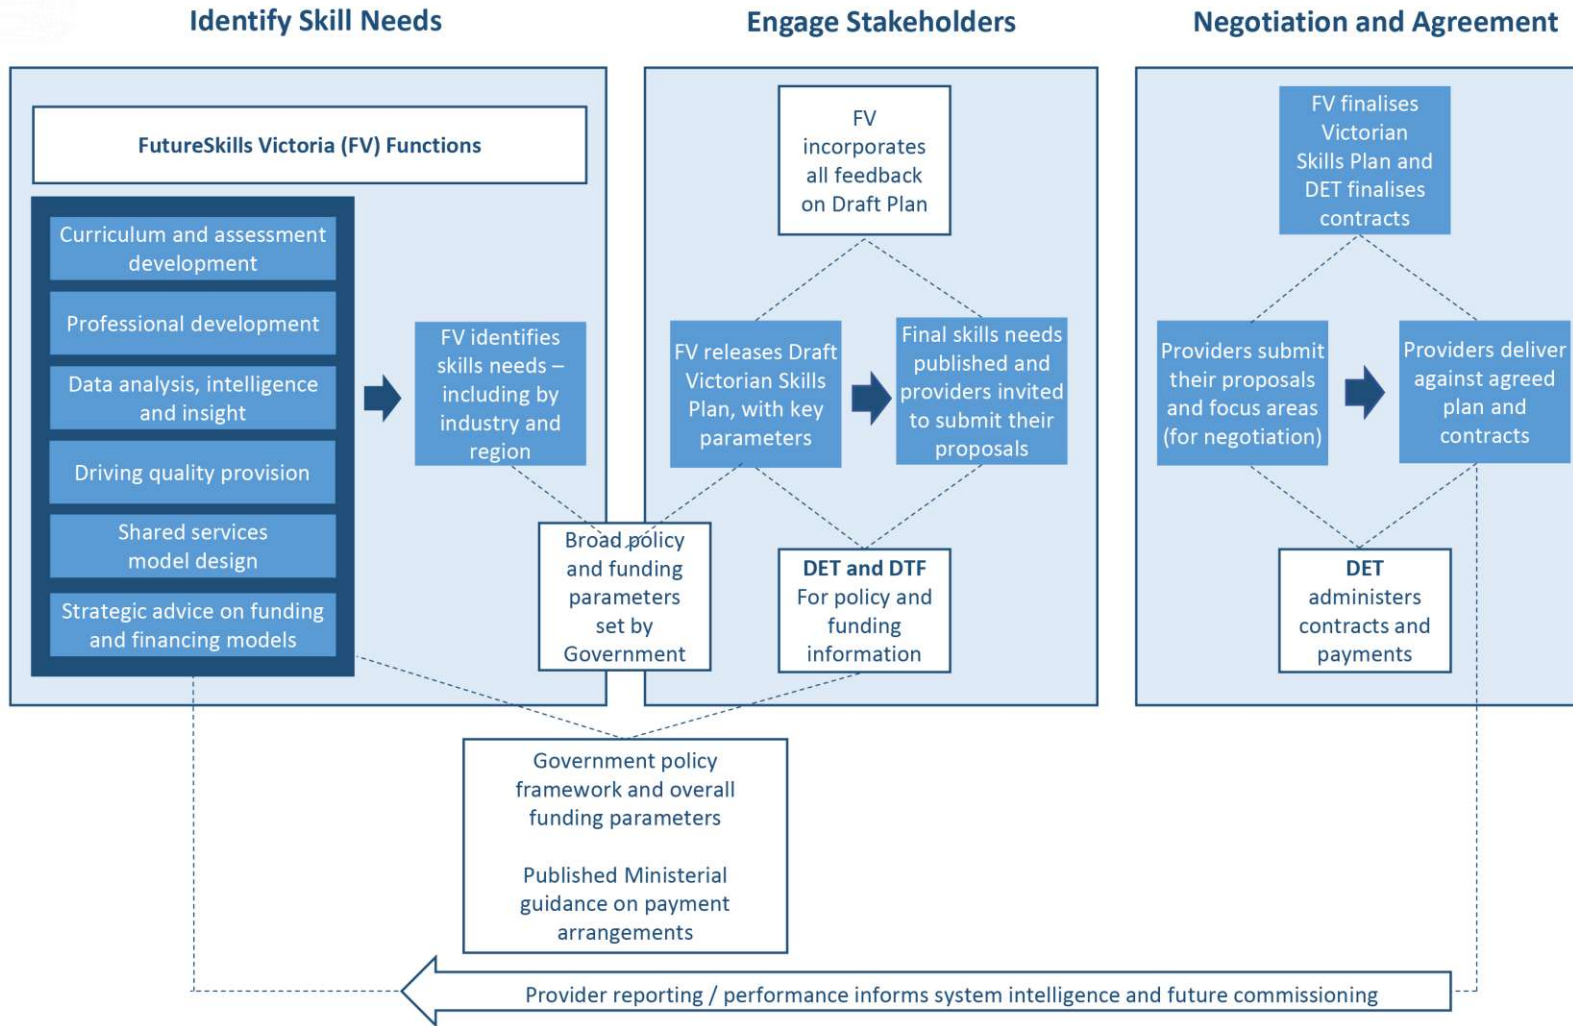 Identify Skill Needs
Engage Stakeholders
Negotiation and Agreement
FutureSkills Victoria (FV) Functions
Curriculum and assessment
development
Professional development
Data analysis, intelligence
and insight
Driving quality provision
Shared services
model design
Strategic advice on funding
and financing models
FV identifies
skills needs –
including by
industry and
region
Broad policy
and funding
parameters
set by
Government
FV
incorporates
all feedback
on Draft Plan
FV releases Draft
Victorian Skills
Plan, with key
parameters
Final skills needs
published and
providers invited
to submit their
proposals
DET and DTF
For policy and
funding
information
FV finalises
Victorian
Skills Plan and
DET finalises
contracts
Providers submit
their proposals
and focus areas
(for negotiation)
Providers deliver
against agreed
plan and
contracts
DET
administers
contracts and
payments
Government policy
framework and overall
funding parameters
Published Ministerial
guidance on payment
arrangements
Provider reporting / performance informs system intelligence and future commissioning